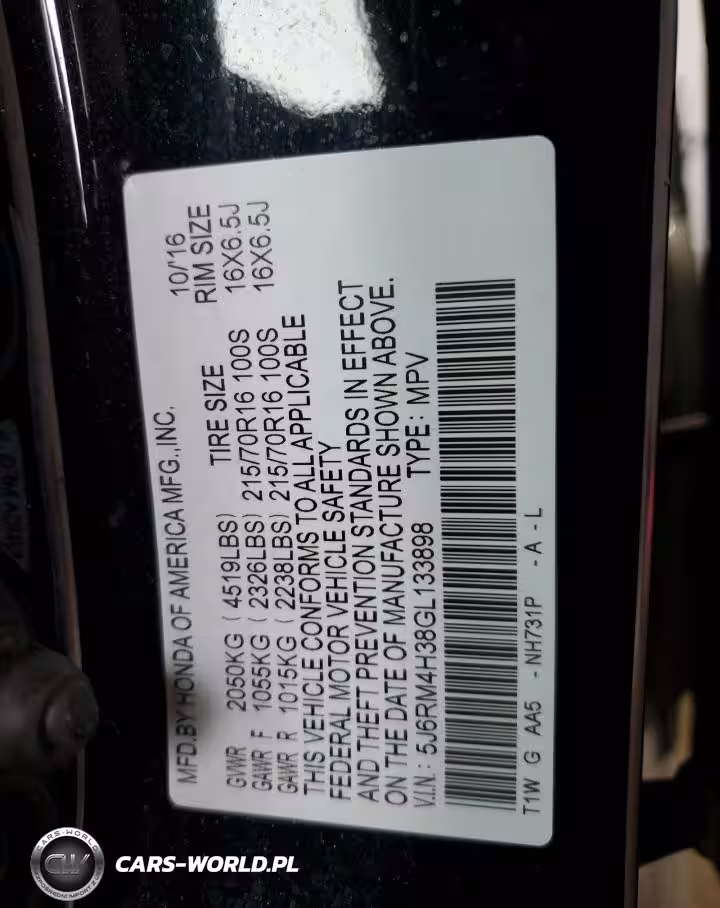 MFD.BY HONDA OF AMERICA MFG.,INC. 10/'16
TIRE SIZE RIM SIZE
GVWR 2050KG ( 4519LBS)
GAWR F 1055KG ( 2326LBS) 215/70R16 100S 16X6.5J
GAWR R 1015KG ( 2238LBS) 215/70R16 100S 16X6.5J
THIS VEHICLE CONFORMS TO ALL APPLICABLE
FEDERAL MOTOR VEHICLE SAFETY
AND THEFT PREVENTION STANDARDS IN EFFECT
ON THE DATE OF MANUFACTURE SHOWN ABOVE.
V.I.N.: 5J6RM4H38GL133898 TYPE: MPV
T1W G AA5 - NH731P - A - L
CARS-WORLD
CW
CARS-WORLD.PL